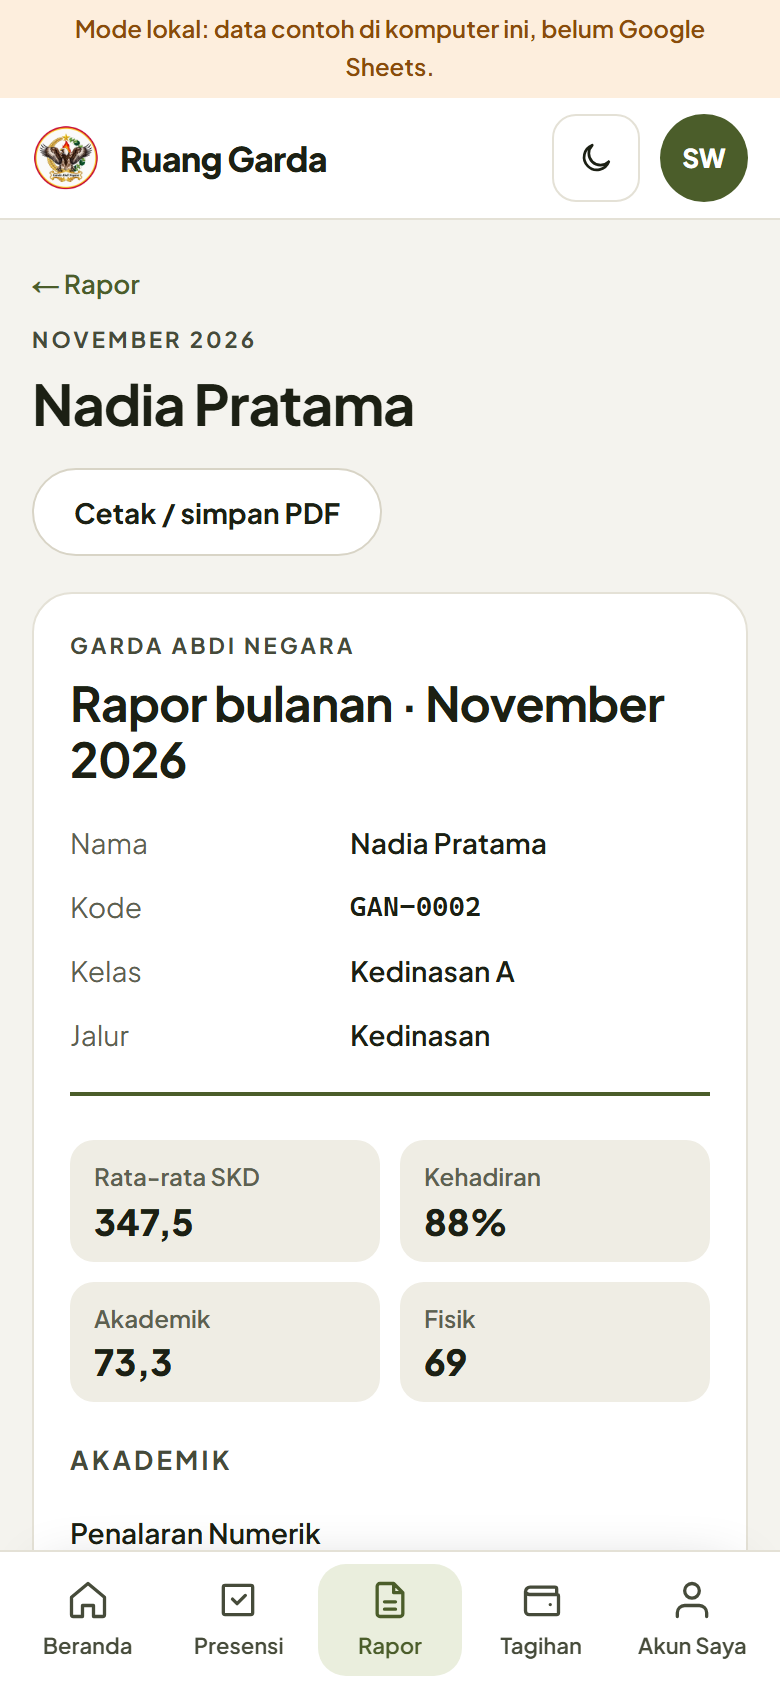 Mode lokal: data contoh di komputer ini, belum Google
Sheets.
Ruang Garda
SW
← Rapor
NOVEMBER 2026
Nadia Pratama
Cetak / simpan PDF
GARDA ABDI NEGARA
Rapor bulanan · November
2026
Nama Nadia Pratama
Kode GAN-0002
Kelas Kedinasan A
Jalur Kedinasan
Rata-rata SKD
347,5
Kehadiran
88%
Akademik
73,3
Fisik
69
AKADEMIK
Penalaran Numerik
Beranda
Presensi
Rapor
Tagihan
Akun Saya